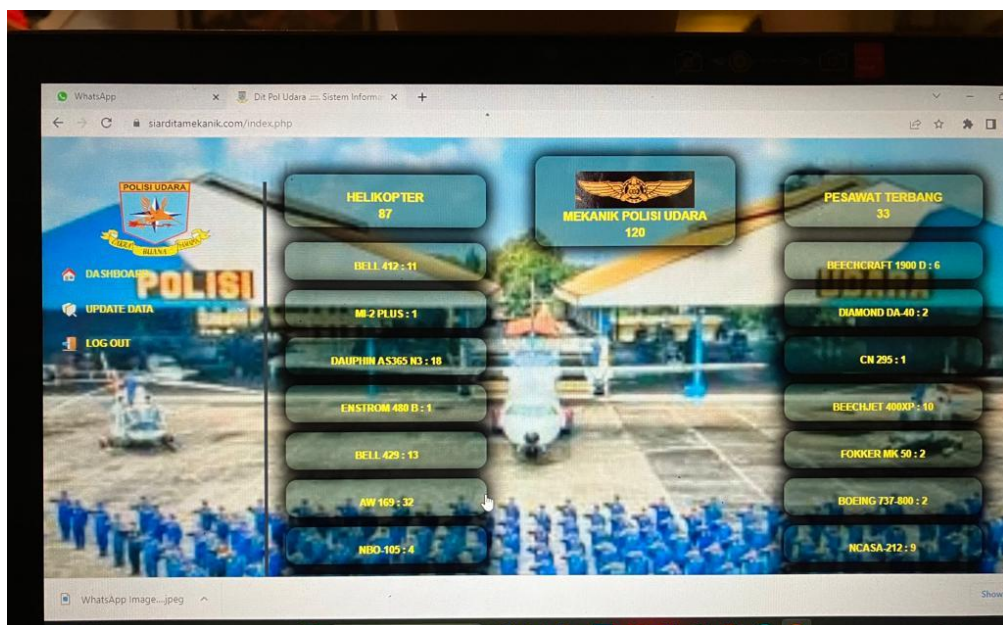 WhatsApp
Dit Pol Udara :::: Sistem Informa
siarditamekanik.com/index.php
POLISI UDARA
DASHBOARD
UPDATE DATA
LOG OUT
POLISI
HELIKOPTER
87
BELL 412 : 11
MI-2 PLUS : 1
DAUPHIN AS365 N3 : 18
ENSTROM 480 B : 1
BELL 429 : 13
AW 169 : 32
NBO-105 : 4
MEKANIK POLISI UDARA
120
PESAWAT TERBANG
33
BEECHCRAFT 1900 D : 6
UDARA
DIAMOND DA-40 : 2
CN 295 : 1
BEECHJET 400XP : 10
FOKKER MK 50 : 2
BOEING 737-800 : 2
NCASA-212 : 9
WhatsApp Image....jpeg
Show